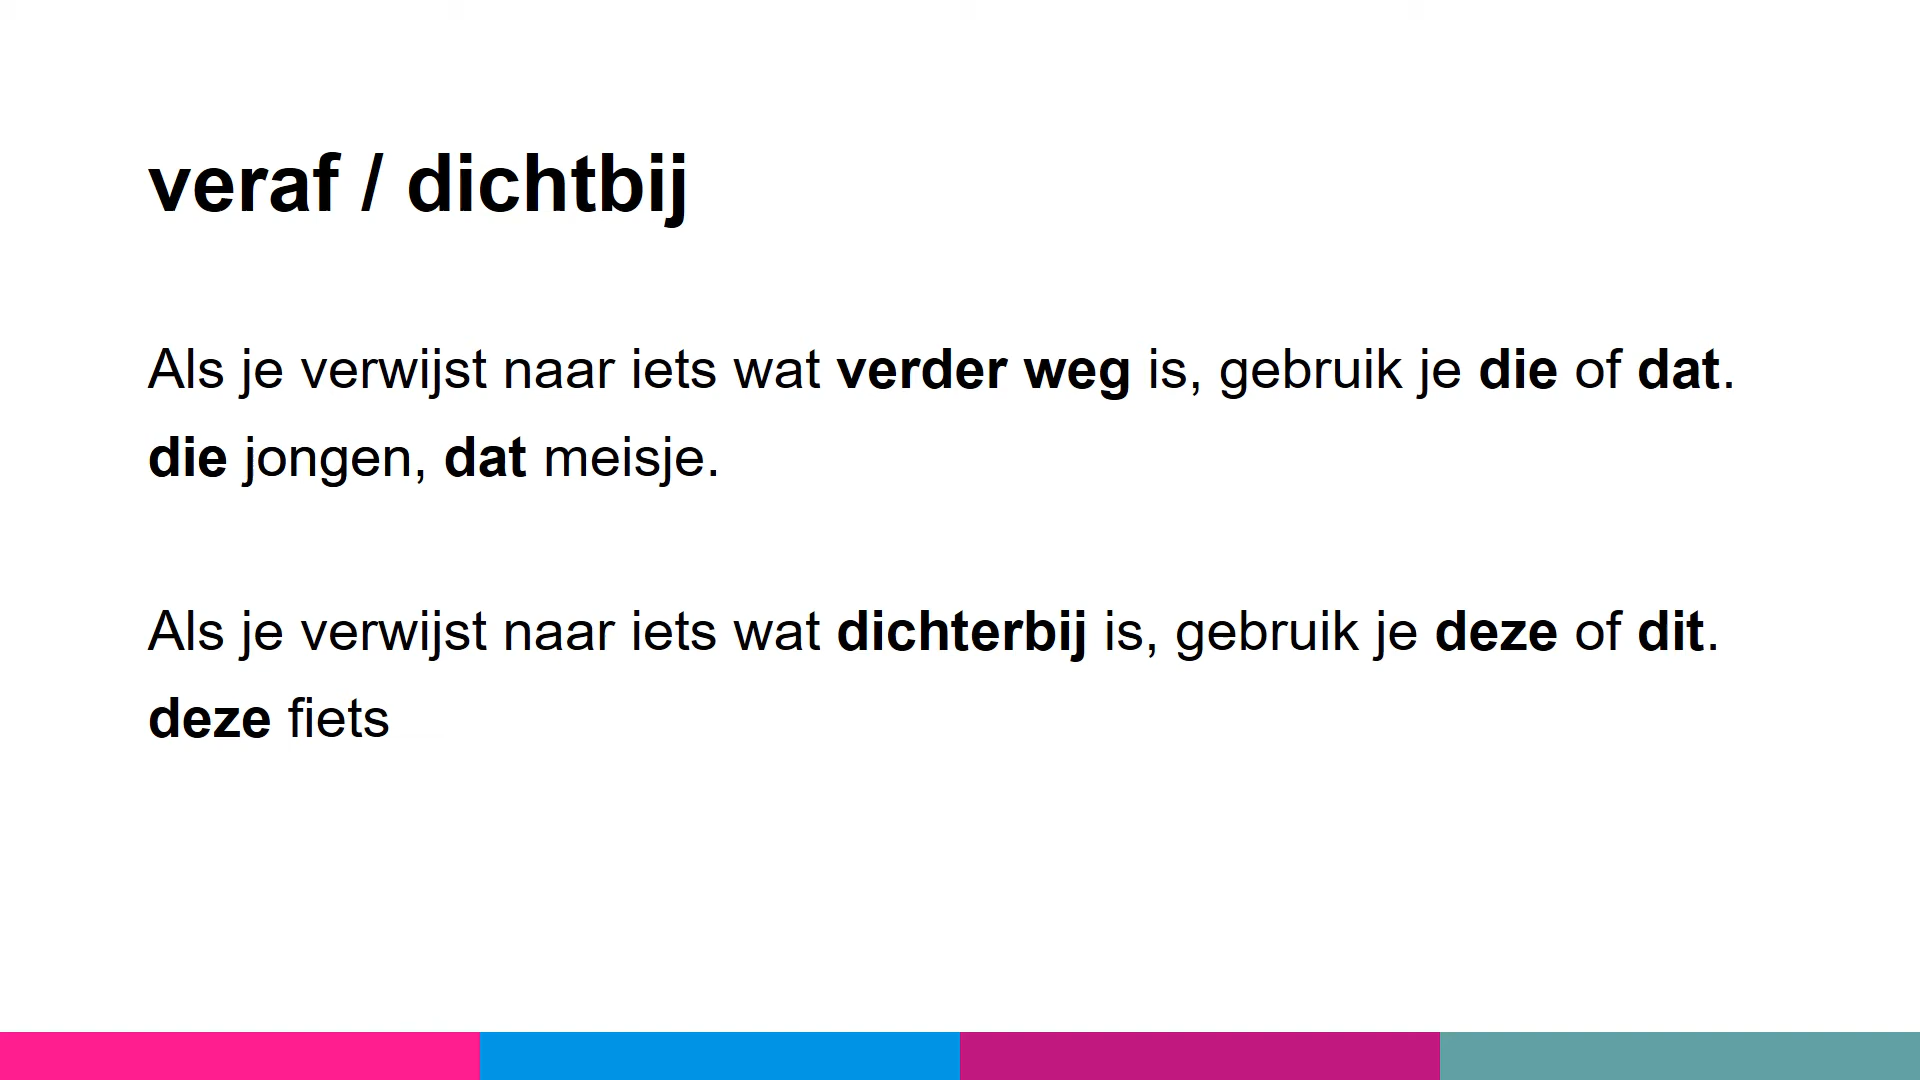 veraf / dichtbij
Als je verwijst naar iets wat verder weg is, gebruik je die of dat.
die jongen, dat meisje.
Als je verwijst naar iets wat dichterbij is, gebruik je deze of dit.
deze fiets